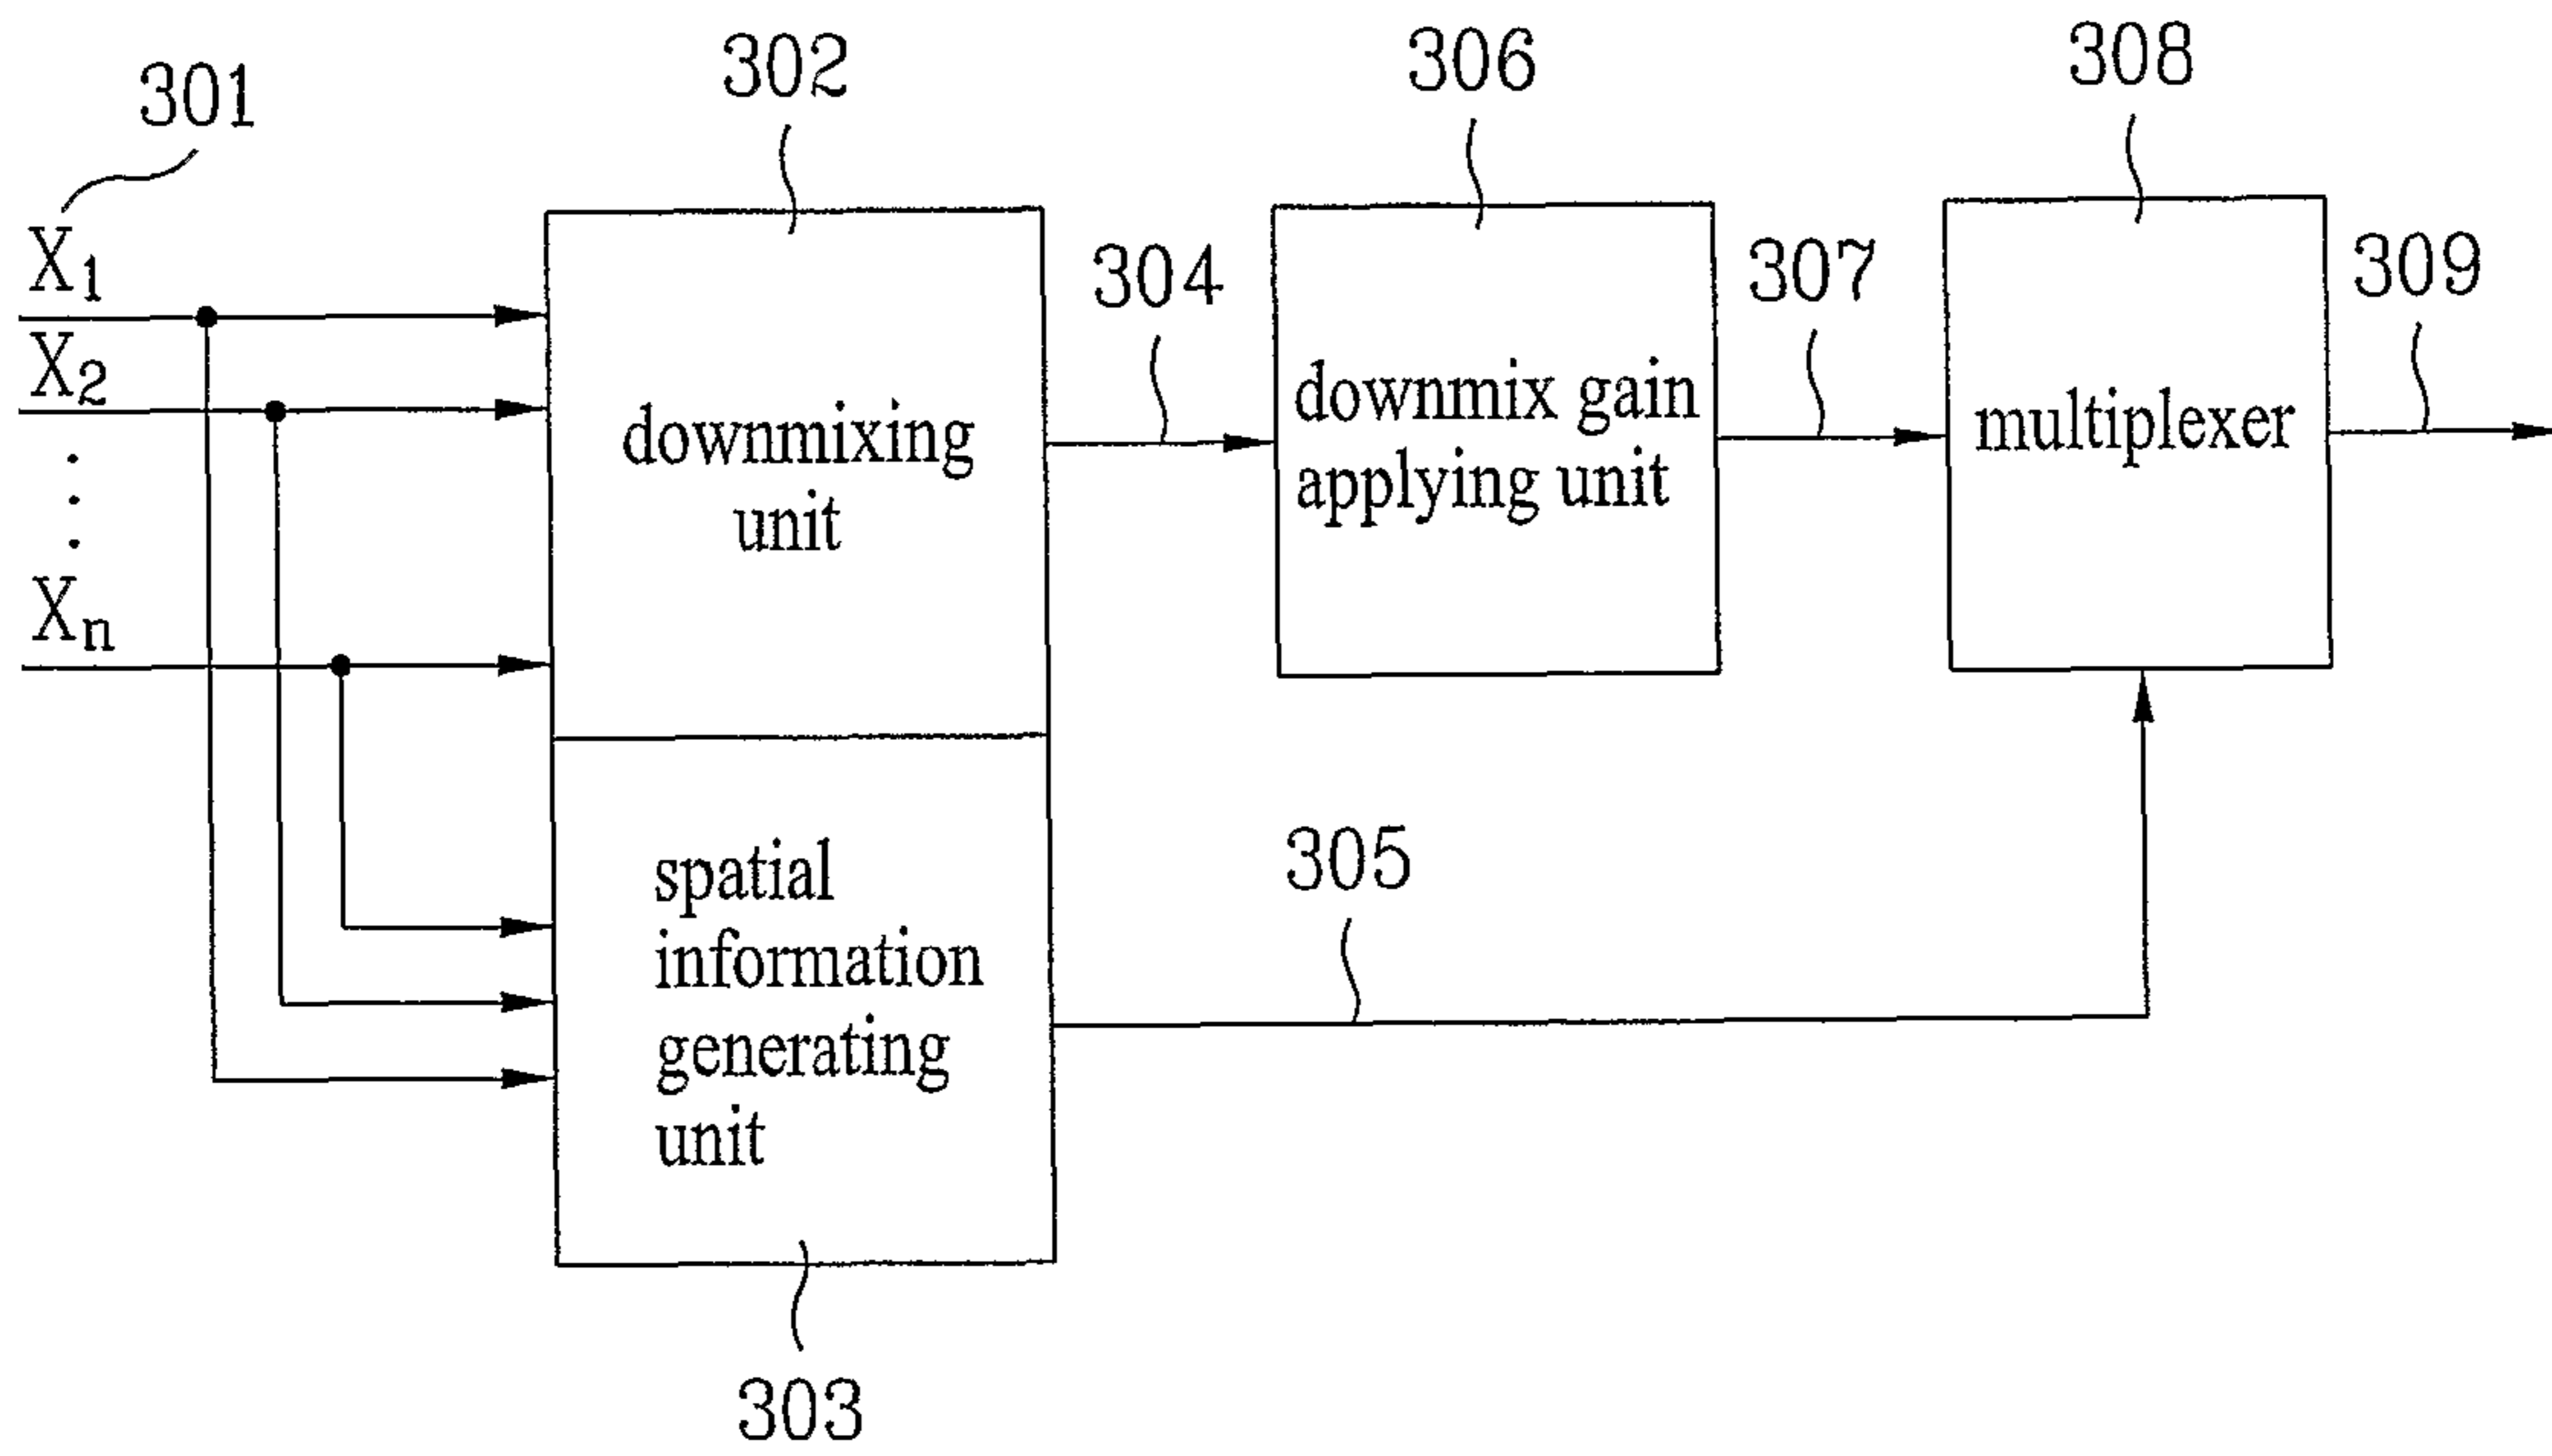 301
302
306
308
X1
304
307
309
X2
downmixing
unit
downmix gain
applying unit
multiplexer
Xn
305
spatial
information
generating
unit
303